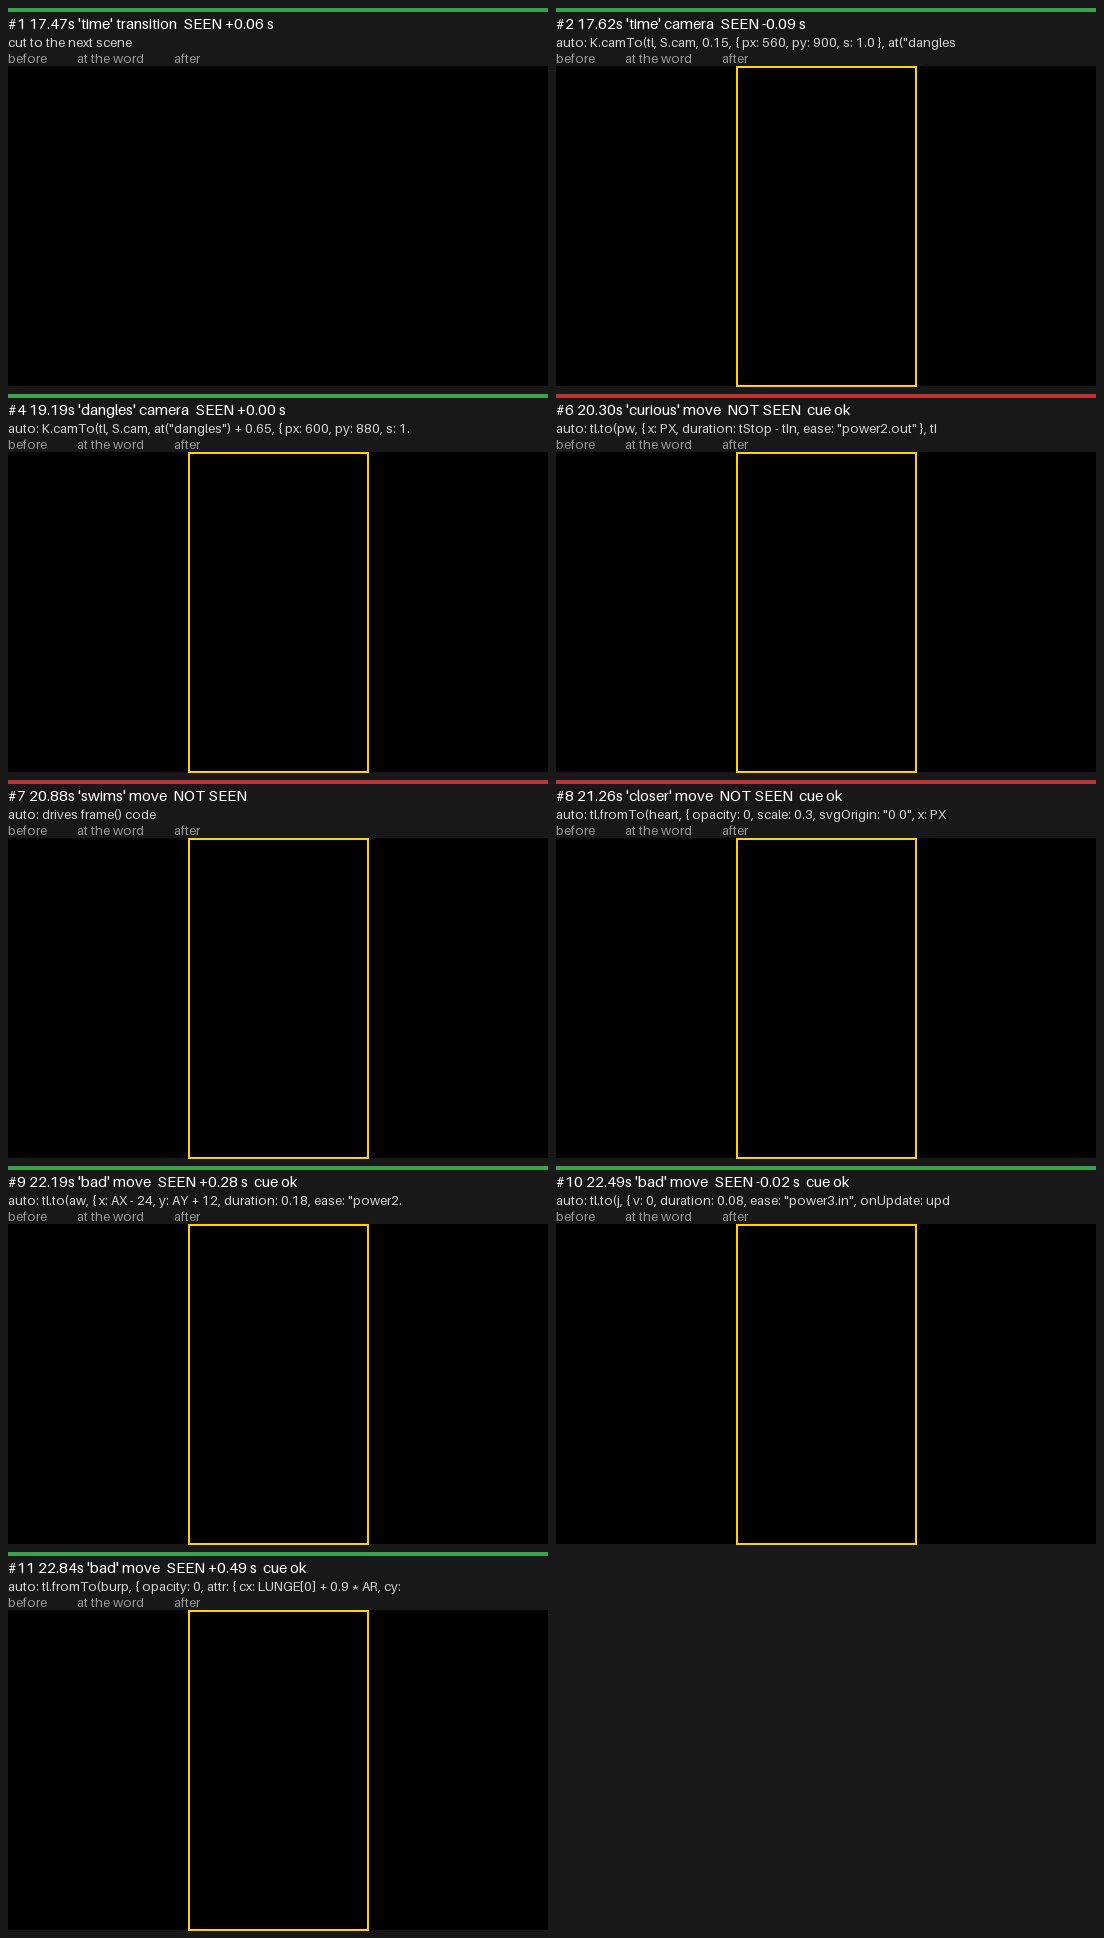 #1 17.47s 'time' transition  SEEN +0.06 s
cut to the next scene
before at the word after
#2 17.62s 'time' camera  SEEN -0.09 s
auto: K.camTo(tl, S.cam, 0.15, { px: 560, py: 900, s: 1.0 }, at("dangles
before at the word after
#4 19.19s 'dangles' camera  SEEN +0.00 s
auto: K.camTo(tl, S.cam, at("dangles") + 0.65, { px: 600, py: 880, s: 1.
before at the word after
#6 20.30s 'curious' move  NOT SEEN  cue ok
auto: tl.to(pw, { x: PX, duration: tStop - tIn, ease: "power2.out" }, tI
before at the word after
#7 20.88s 'swims' move  NOT SEEN
auto: drives frame() code
before at the word after
#8 21.26s 'closer' move  NOT SEEN  cue ok
auto: tl.fromTo(heart, { opacity: 0, scale: 0.3, svgOrigin: "0 0", x: PX
before at the word after
#9 22.19s 'bad' move  SEEN +0.28 s  cue ok
auto: tl.to(aw, { x: AX - 24, y: AY + 12, duration: 0.18, ease: "power2.
before at the word after
#10 22.49s 'bad' move  SEEN -0.02 s  cue ok
auto: tl.to(j, { v: 0, duration: 0.08, ease: "power3.in", onUpdate: upd
before at the word after
#11 22.84s 'bad' move  SEEN +0.49 s  cue ok
auto: tl.fromTo(burp, { opacity: 0, attr: { cx: LUNGE[0] + 0.9 * AR, cy:
before at the word after